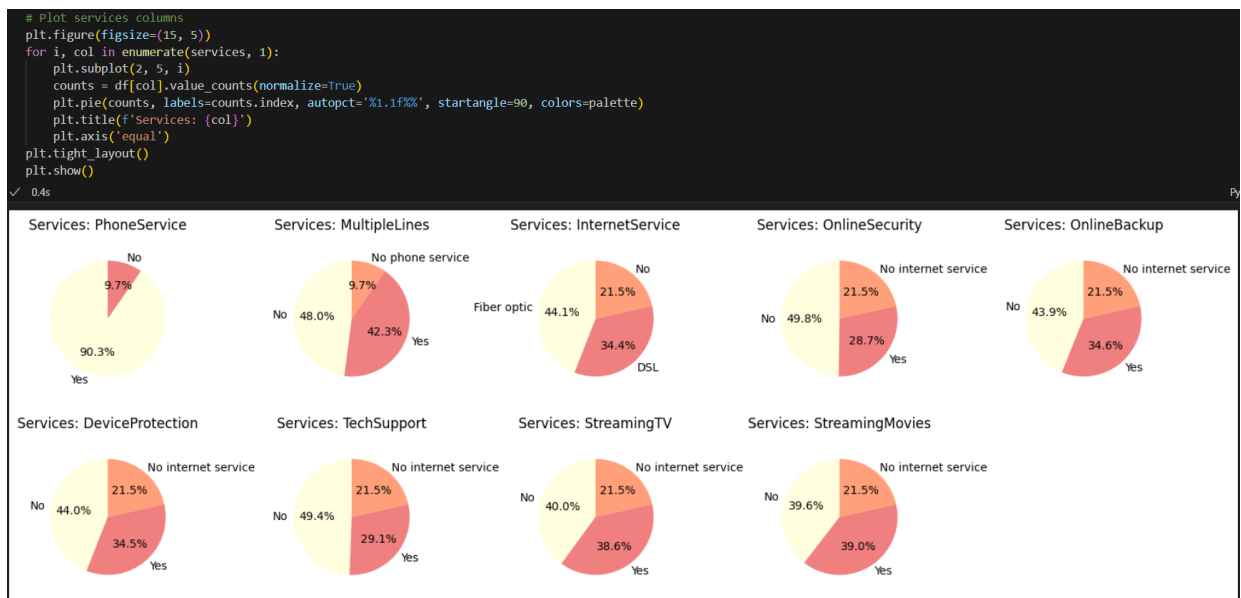 # Plot services columns
plt.figure(figsize=(15, 5))
for i, col in enumerate(services, 1):
    plt.subplot(2, 5, i)
    counts = df[col].value_counts(normalize=True)
    plt.pie(counts, labels=counts.index, autopct='%1.1f%%', startangle=90, colors=palette)
    plt.title(f'Services: {col}')
    plt.axis('equal')
plt.tight_layout()
plt.show()
✓ 0.4s Py
Services: PhoneService
No
9.7%
90.3%
Yes
Services: MultipleLines
No phone service
9.7%
No
48.0%
42.3%
Yes
Services: InternetService
No
21.5%
Fiber optic
44.1%
34.4%
DSL
Services: OnlineSecurity
No internet service
21.5%
No
49.8%
28.7%
Yes
Services: OnlineBackup
No internet service
21.5%
No
43.9%
34.6%
Yes
Services: DeviceProtection
No internet service
21.5%
No
44.0%
34.5%
Yes
Services: TechSupport
No internet service
21.5%
No
49.4%
29.1%
Yes
Services: StreamingTV
No internet service
21.5%
No
40.0%
38.6%
Yes
Services: StreamingMovies
No internet service
21.5%
No
39.6%
39.0%
Yes